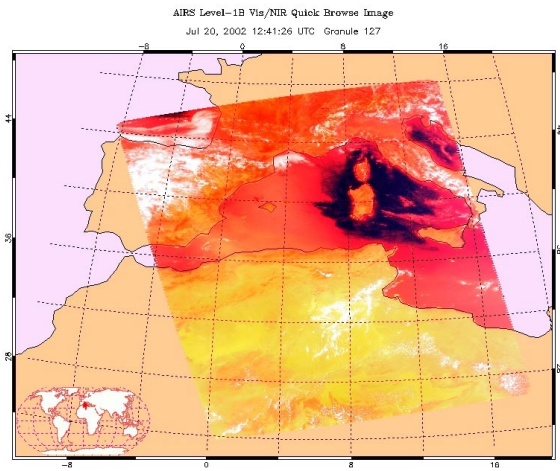 AIRS Level-1B Vis/NIR Quick Browse Image
Jul 20, 2002 12:41:26 UTC Granule 127
-8 0 8 16
44
36
28
-8 0 8 16